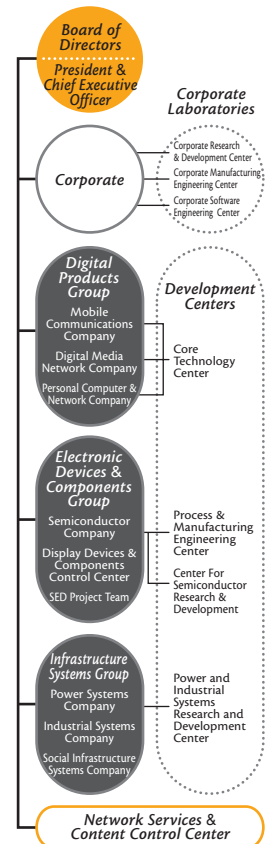 Board of
Directors
President &
Chief Executive
Officer
Corporate
Laboratories
Corporate
Corporate Research
& Development Center
Corporate Manufacturing
Engineering Center
Corporate Software
Engineering Center
Digital
Products
Group
Mobile
Communications
Company
Digital Media
Network Company
Personal Computer &
Network Company
Development
Centers
Core
Technology
Center
Electronic
Devices &
Components
Group
Semiconductor
Company
Display Devices &
Components
Control Center
SED Project Team
Process &
Manufacturing
Engineering
Center
Center For
Semiconductor
Research &
Development
Infrastructure
Systems Group
Power Systems
Company
Industrial Systems
Company
Social Infrastructure
Systems Company
Power and
Industrial
Systems
Research and
Development
Center
Network Services &
Content Control Center